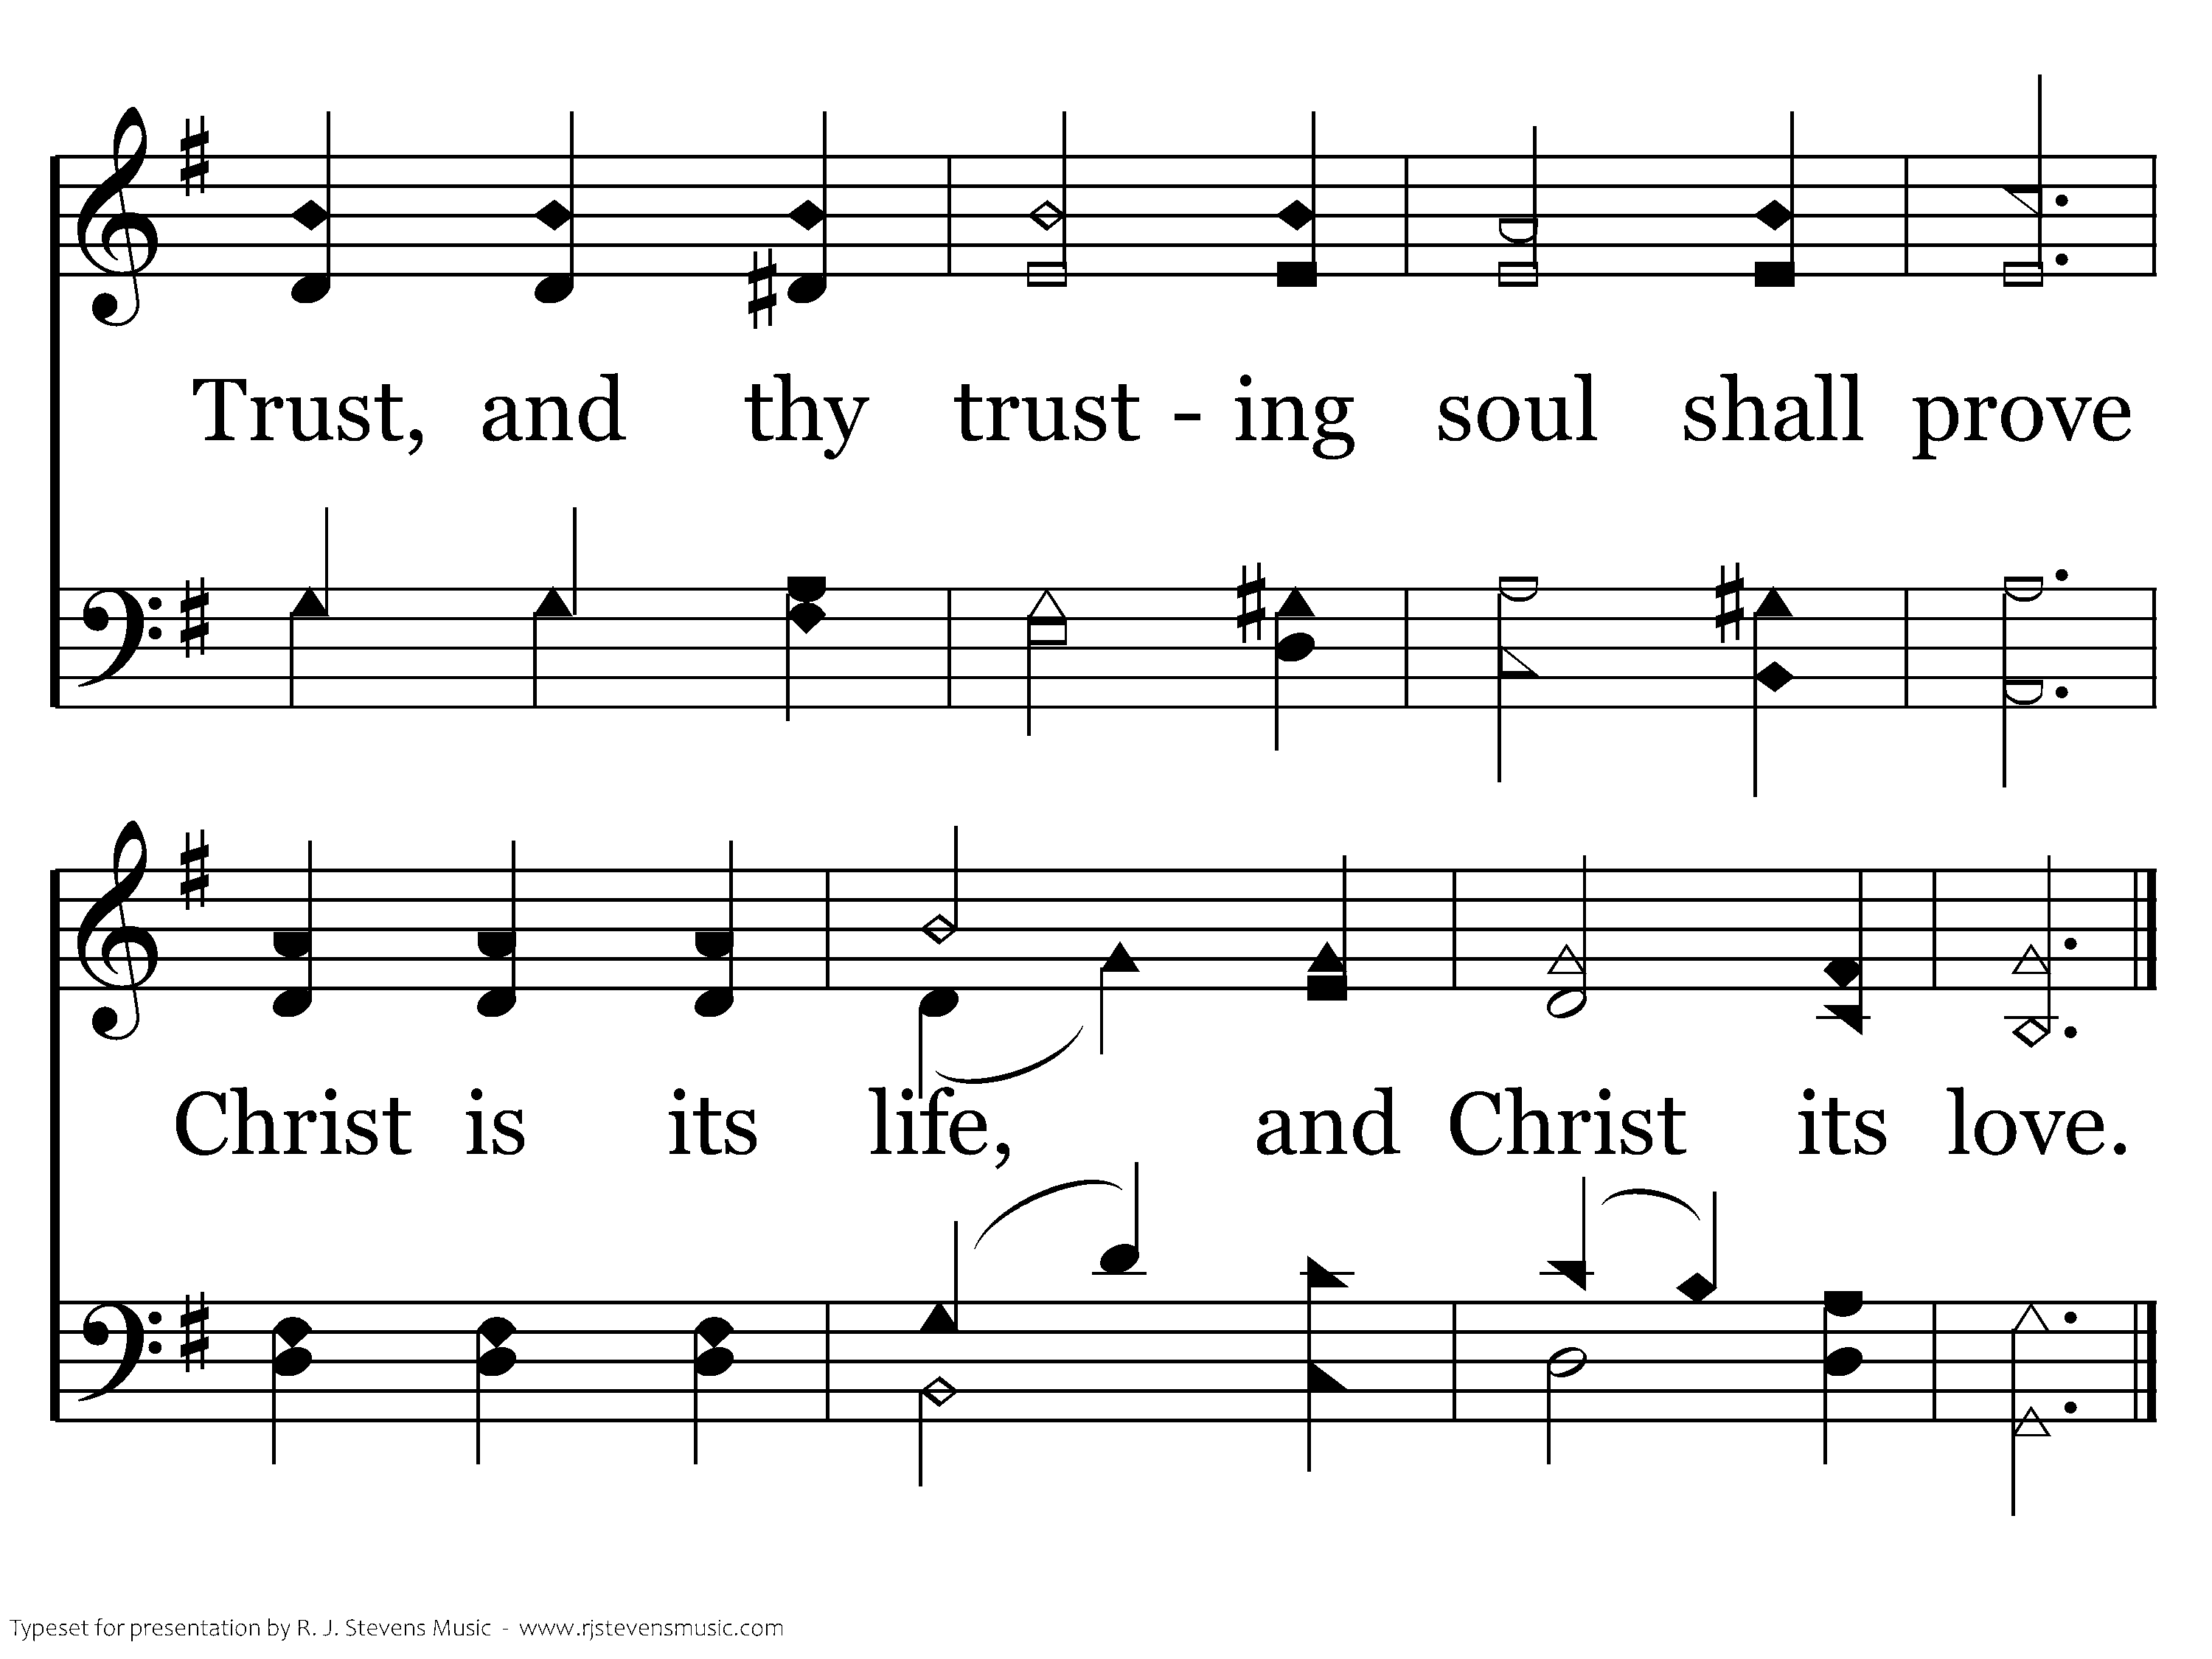 Trust, and thy trust - ing soul shall prove
Christ is its life, and Christ its love.
Typeset for presentation by R. J. Stevens Music - www.rjstevensmusic.com